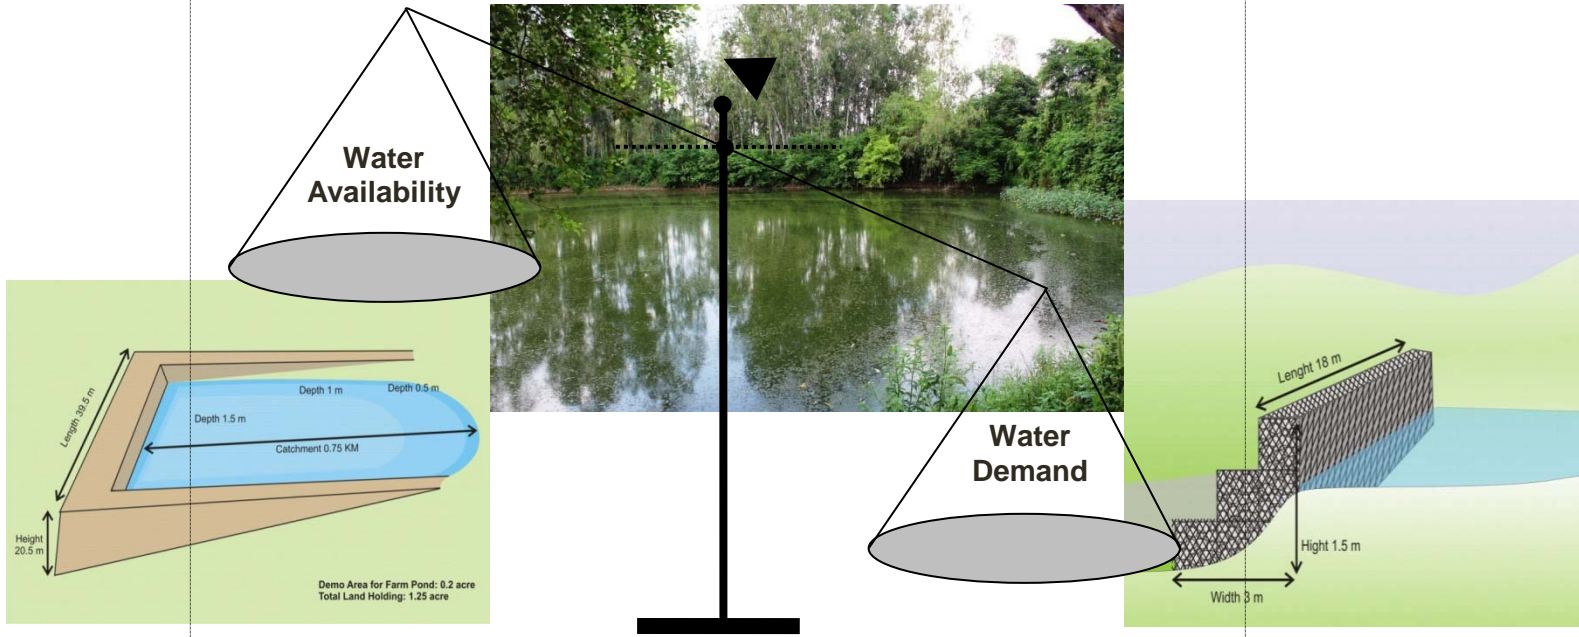 Water
Availability
Length 39.5 m
Depth 1 m
Depth 0.5 m
Depth 1.5 m
Catchment 0.75 KM
Height
20.5 m
Demo Area for Farm Pond: 0.2 acre
Total Land Holding: 1.25 acre
Water
Demand
Lenght 18 m
Hight 1.5 m
Width 3 m